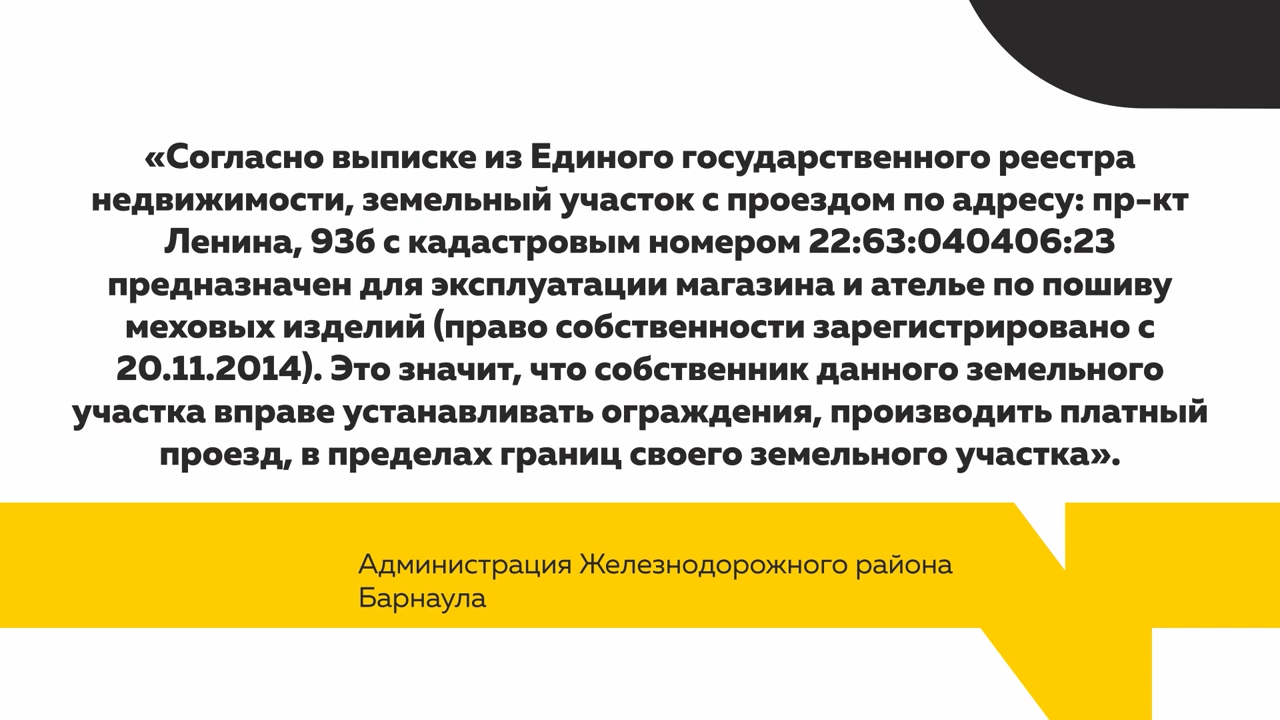 «Согласно выписке из Единого государственного реестра
недвижимости, земельный участок с проездом по адресу: пр-кт
Ленина, 93б с кадастровым номером 22:63:040406:23
предназначен для эксплуатации магазина и ателье по пошиву
меховых изделий (право собственности зарегистрировано с
20.11.2014). Это значит, что собственник данного земельного
участка вправе устанавливать ограждения, производить платный
проезд, в пределах границ своего земельного участка».
Администрация Железнодорожного района
Барнаула